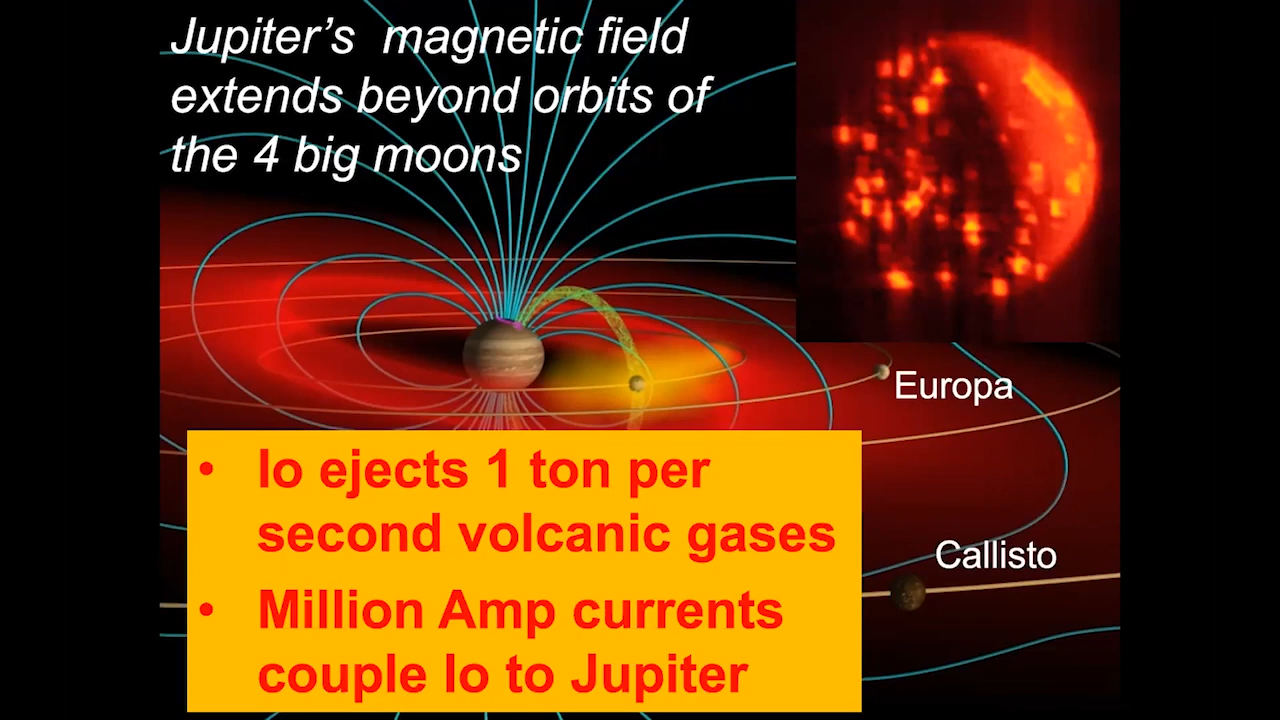 Jupiter's  magnetic field
extends beyond orbits of
the 4 big moons
Europa
• Io ejects 1 ton per
second volcanic gases
Callisto
• Million Amp currents
couple Io to Jupiter